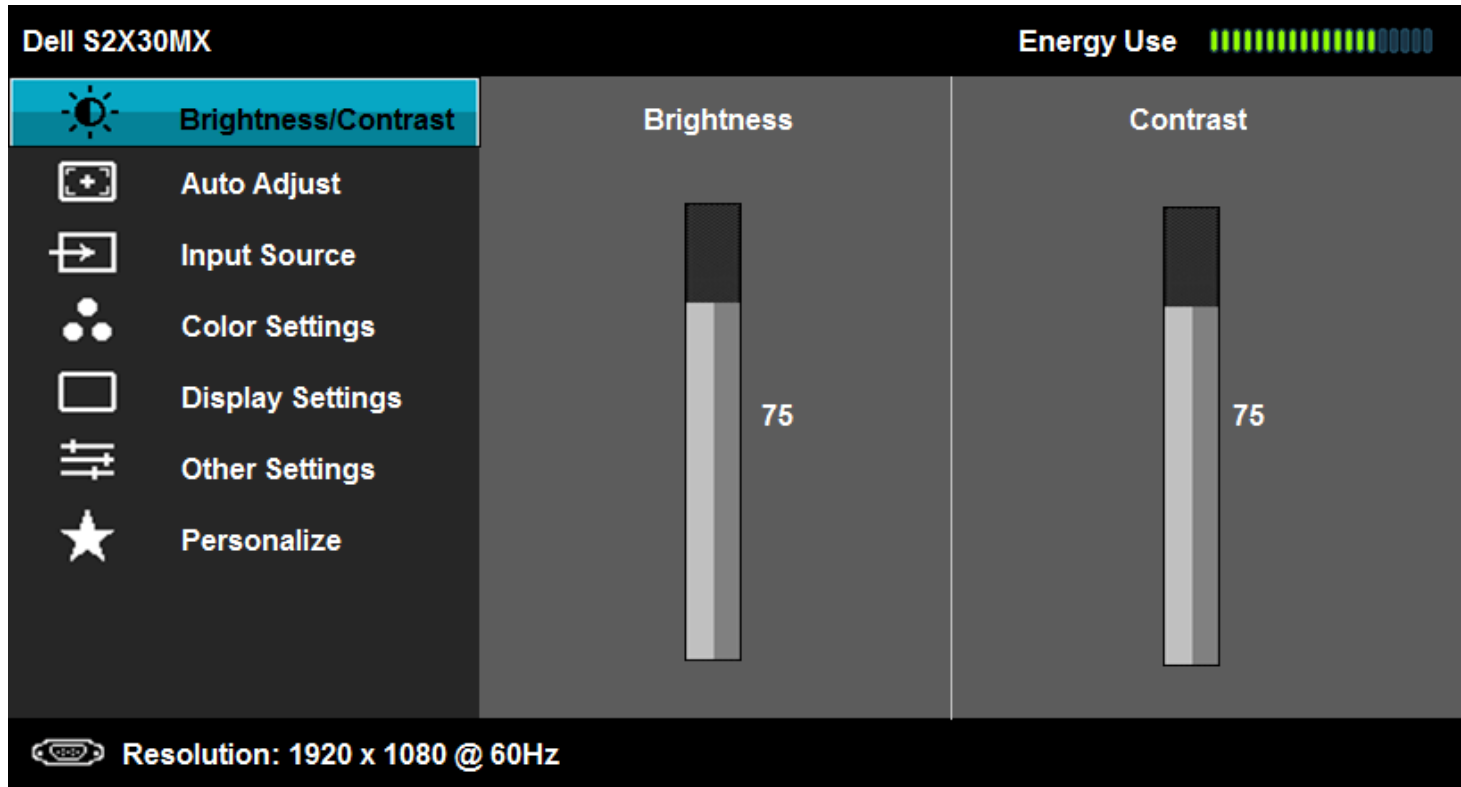 Dell S2X30MX
Energy Use
Brightness/Contrast
Auto Adjust
Input Source
Color Settings
Display Settings
Other Settings
Personalize
Brightness
75
Contrast
75
Resolution: 1920 x 1080 @ 60Hz